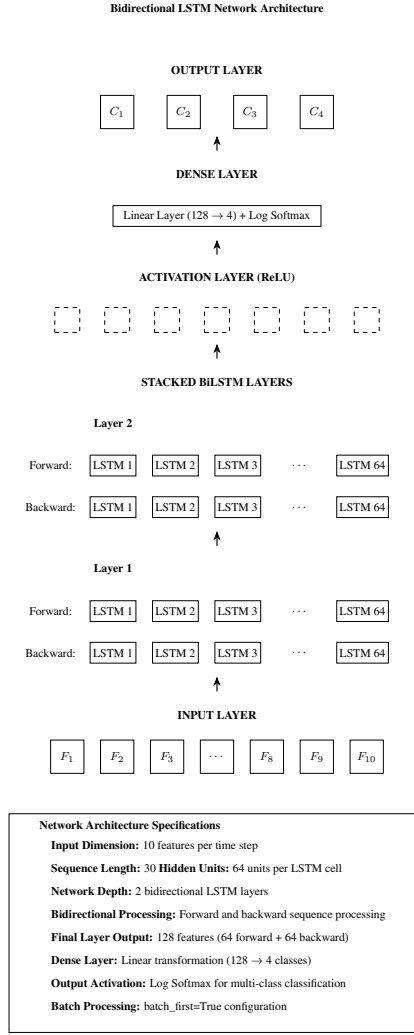 Bidirectional LSTM Network Architecture
OUTPUT LAYER
C1 C2 C3 C4
DENSE LAYER
Linear Layer (128 → 4) + Log Softmax
ACTIVATION LAYER (ReLU)
STACKED BiLSTM LAYERS
Layer 2
Forward: LSTM 1 LSTM 2 LSTM 3 ··· LSTM 64
Backward: LSTM 1 LSTM 2 LSTM 3 ··· LSTM 64
Layer 1
Forward: LSTM 1 LSTM 2 LSTM 3 ··· LSTM 64
Backward: LSTM 1 LSTM 2 LSTM 3 ··· LSTM 64
INPUT LAYER
F1 F2 F3 ··· F8 F9 F10
Network Architecture Specifications
Input Dimension: 10 features per time step
Sequence Length: 30 Hidden Units: 64 units per LSTM cell
Network Depth: 2 bidirectional LSTM layers
Bidirectional Processing: Forward and backward sequence processing
Final Layer Output: 128 features (64 forward + 64 backward)
Dense Layer: Linear transformation (128 → 4 classes)
Output Activation: Log Softmax for multi-class classification
Batch Processing: batch_first=True configuration